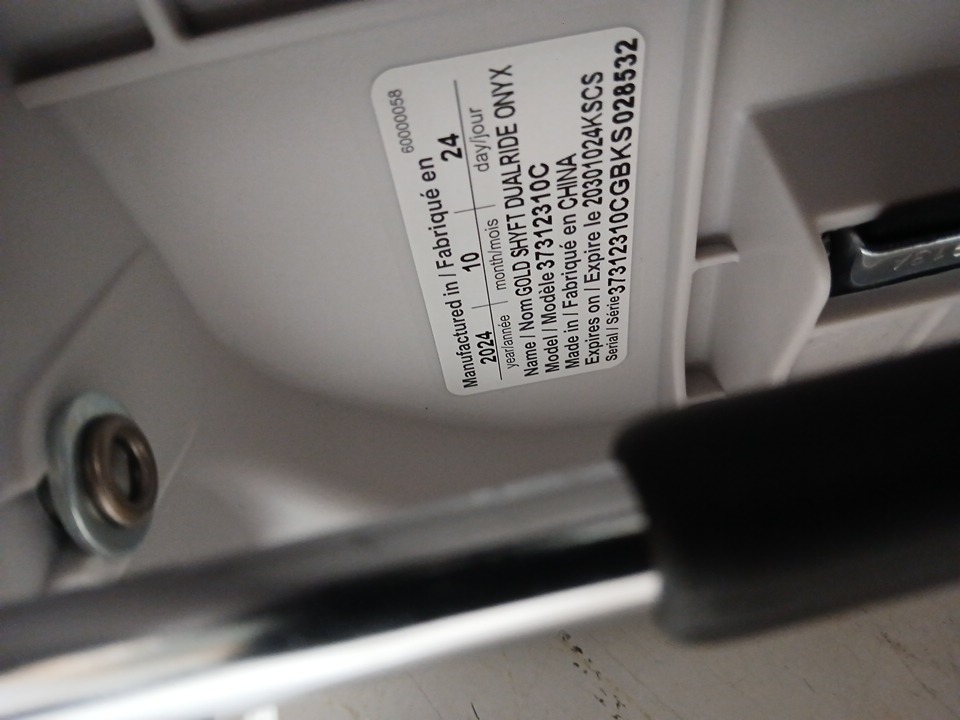 60000058
Manufactured in / Fabriqué en
2024 10 24
year/année month/mois day/jour
Name / Nom GOLD SHYFT DUALRIDE ONYX
Model / Modèle 37312310C
Made in / Fabriqué en CHINA
Expires on / Expire le 20301024KSCS
Serial / Série 37312310CGBKS028532